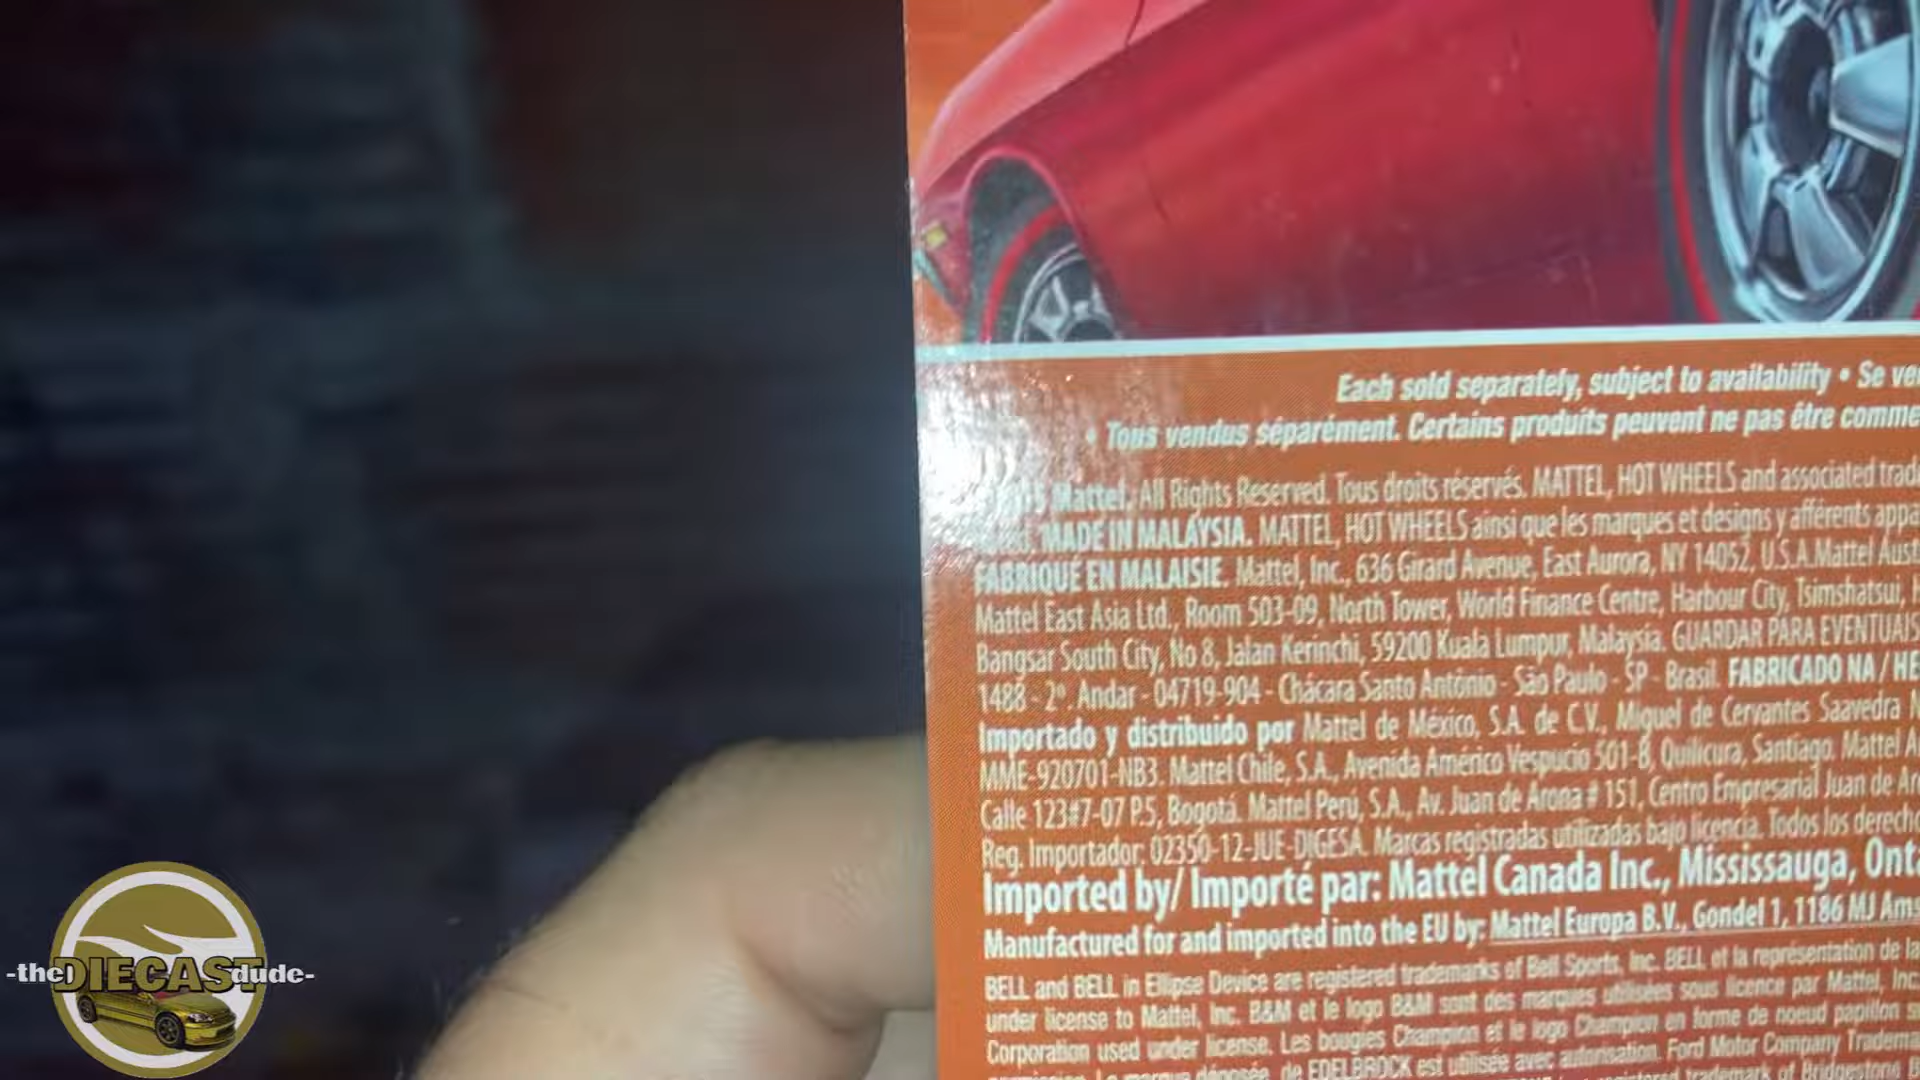 Each sold separately, subject to availability • Se ve
• Tous vendus séparément. Certains produits peuvent ne pas être comme
Mattel. All Rights Reserved. Tous droits réservés. MATTEL, HOT WHEELS and associated trad
MADE IN MALAYSIA. MATTEL, HOT WHEELS ainsi que les marques et designs y afférents appa
FABRIQUÉ EN MALAISIE. Mattel, Inc., 636 Girard Avenue, East Aurora, NY 14052, U.S.A.Mattel Aust
Mattel East Asia Ltd., Room 503-09, North Tower, World Finance Centre, Harbour City, Tsimshatsui, H
Bangsar South City, No 8, Jalan Kerinchi, 59200 Kuala Lumpur, Malaysia. GUARDAR PARA EVENTUAIS
1488 - 2º. Andar - 04719-904 - Chácara Santo Antônio - São Paulo - SP - Brasil. FABRICADO NA / HE
Importado y distribuido por Mattel de México, S.A. de C.V., Miguel de Cervantes Saavedra N
MME-920701-NB3. Mattel Chile, S.A., Avenida Américo Vespucio 501-B, Quilicura, Santiago. Mattel A
Calle 123#7-07 P.5, Bogotá. Mattel Perú, S.A., Av. Juan de Arona # 151, Centro Empresarial Juan de Ar
Reg. Importador: 02350-12-JUE-DIGESA. Marcas registradas utilizadas bajo licencia. Todos los derecho
Imported by/ Importé par: Mattel Canada Inc., Mississauga, Onta
Manufactured for and imported into the EU by: Mattel Europa B.V., Gondel 1, 1186 MJ Ams
BELL and BELL in Ellipse Device are registered trademarks of Bell Sports, Inc. BELL et la représentation de la
under license to Mattel, Inc. B&M et le logo B&M sont des marques utilisées sous licence par Mattel, Inc
Corporation used under license. Les bougies Champion et le logo Champion en forme de noeud papillon s
La marque déposée, de EDELBROCK est utilisée avec autorisation. Ford Motor Company Tradem
registered trademark of Bridgestone B
-the DIECAST dude-